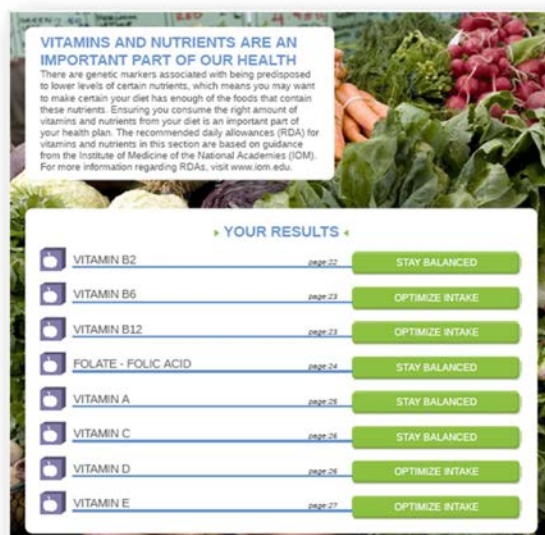 VITAMINS AND NUTRIENTS ARE AN
IMPORTANT PART OF OUR HEALTH
There are genetic markers associated with being predisposed
to lower levels of certain nutrients, which means you may want
to make certain your diet has enough of the foods that contain
these nutrients. Ensuring you consume the right amount of
vitamins and nutrients from your diet is an important part of
your health plan. The recommended daily allowances (RDA) for
vitamins and nutrients in this section are based on guidance
from the Institute of Medicine of the National Academies (IOM).
For more information regarding RDAs, visit www.iom.edu.
YOUR RESULTS
VITAMIN B2 page:22 STAY BALANCED
VITAMIN B6 page:23 OPTIMIZE INTAKE
VITAMIN B12 page:23 OPTIMIZE INTAKE
FOLATE - FOLIC ACID page:24 STAY BALANCED
VITAMIN A page:25 STAY BALANCED
VITAMIN C page:26 STAY BALANCED
VITAMIN D page:26 OPTIMIZE INTAKE
VITAMIN E page:27 OPTIMIZE INTAKE